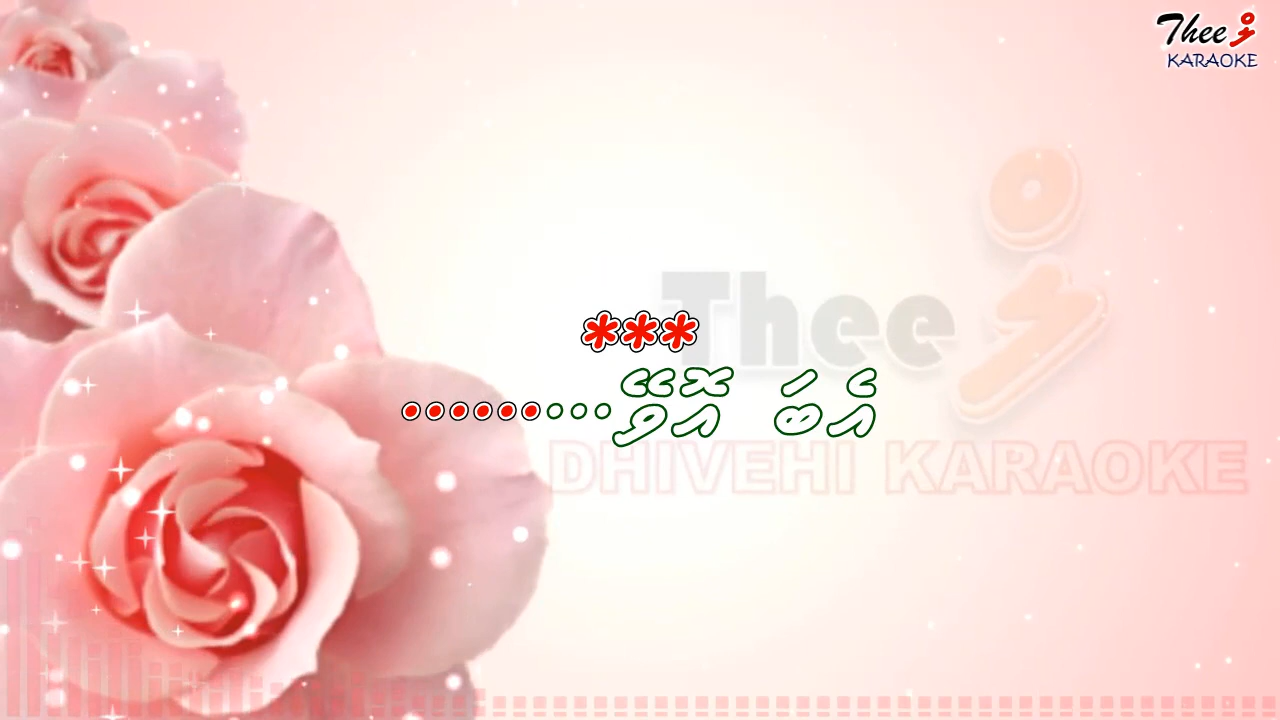 Thee ން
KARAOKE
Thee ން
***
އެބަ އޮވޭ.........
DHIVEHI KARAOKE